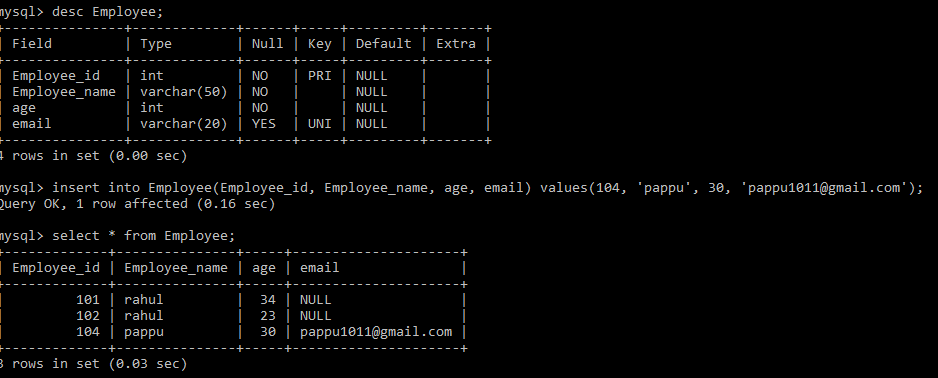 mysql> desc Employee;
+---------------+-------------+------+-----+---------+-------+
| Field         | Type        | Null | Key | Default | Extra |
+---------------+-------------+------+-----+---------+-------+
| Employee_id   | int         | NO   | PRI | NULL    |       |
| Employee_name | varchar(50) | NO   |     | NULL    |       |
| age           | int         | NO   |     | NULL    |       |
| email         | varchar(20) | YES  | UNI | NULL    |       |
+---------------+-------------+------+-----+---------+-------+
4 rows in set (0.00 sec)
mysql> insert into Employee(Employee_id, Employee_name, age, email) values(104, 'pappu', 30, 'pappu1011@gmail.com');
Query OK, 1 row affected (0.16 sec)
mysql> select * from Employee;
+-------------+---------------+-----+---------------------+
| Employee_id | Employee_name | age | email               |
+-------------+---------------+-----+---------------------+
|         101 | rahul         |  34 | NULL                |
|         102 | rahul         |  23 | NULL                |
|         104 | pappu         |  30 | pappu1011@gmail.com |
+-------------+---------------+-----+---------------------+
3 rows in set (0.03 sec)